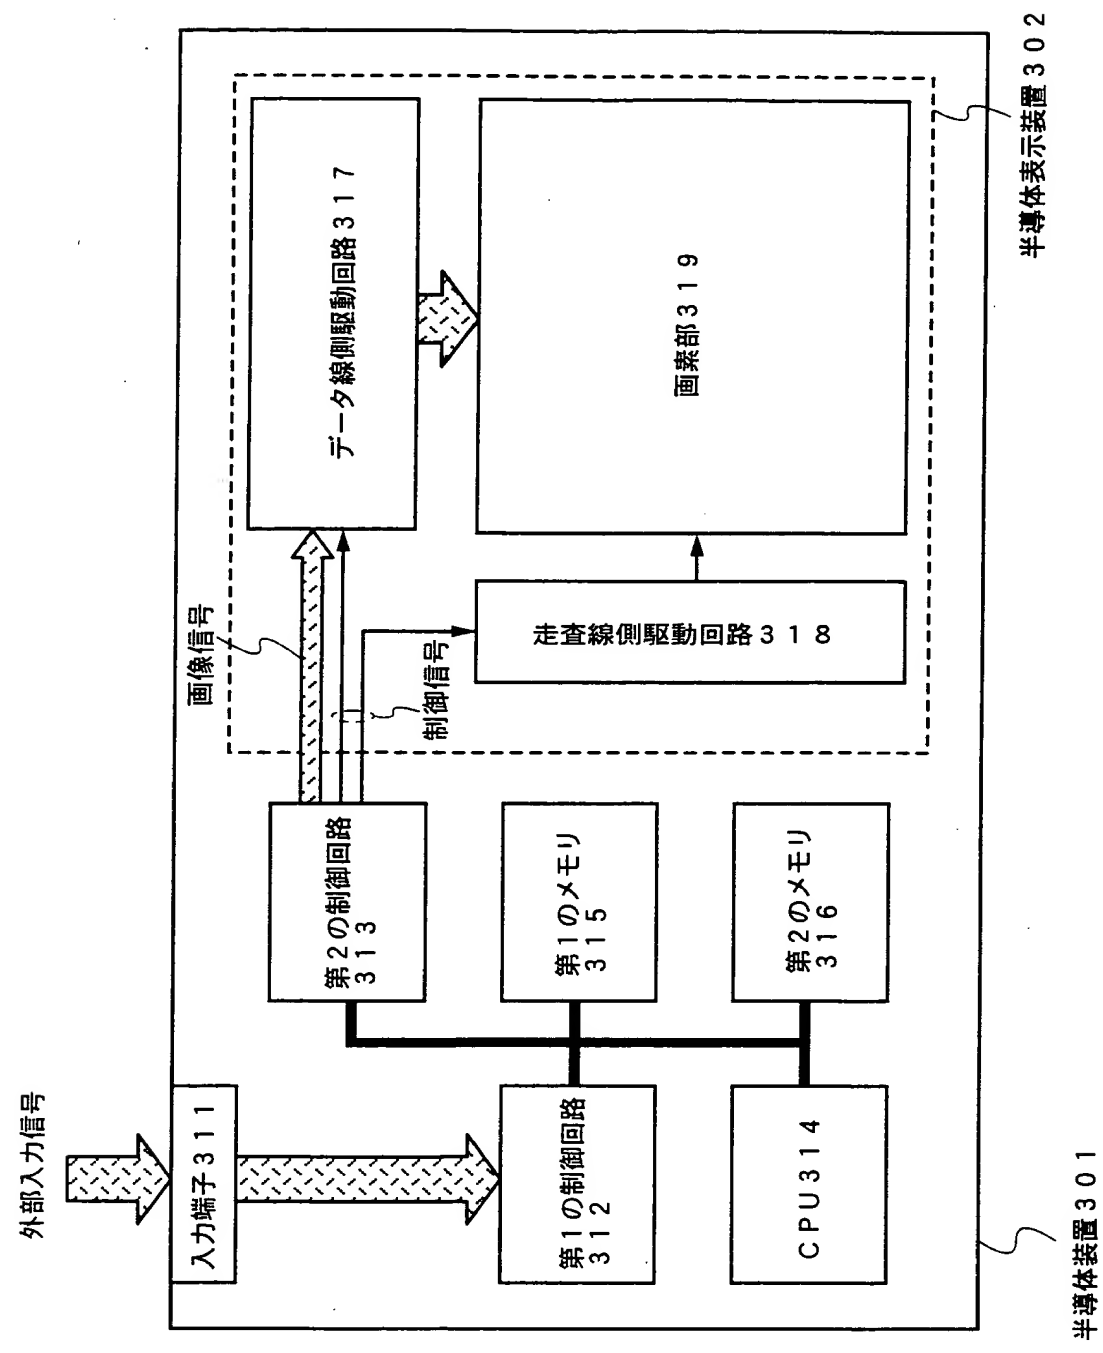 外部入力信号
入力端子３１１
第１の制御回路
３１２
CPU３１４
第２の制御回路
３１３
第１のメモリ
３１５
第２のメモリ
３１６
画像信号
制御信号
データ線側駆動回路３１７
走査線側駆動回路３１８
画素部３１９
半導体装置３０１
半導体表示装置３０２